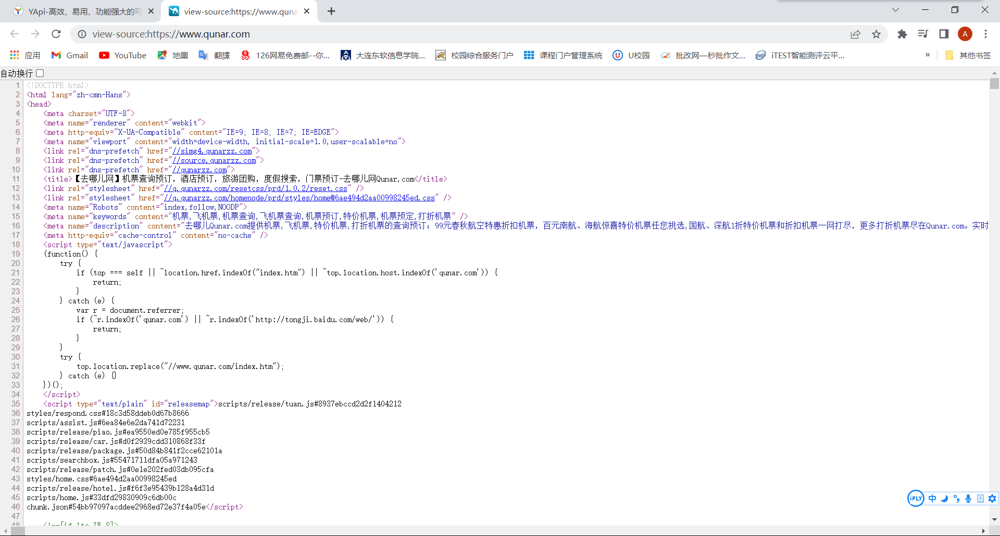 YApi-高效、易用、功能强大的可
view-source:https://www.quna
view-source:https://www.qunar.com
A
应用
Gmail
YouTube
地圖
翻譯
126网易免费邮--你...
大连东软信息学院...
校园综合服务门户
课程门户管理系统
U校园
批改网—秒批作文...
iTEST智能测评云平...
»
其他书签
自动换行
1 <!DOCTYPE html>
2 <html lang="zh-cmn-Hans">
3 <head>
4 <meta charset="UTF-8">
5 <meta name="renderer" content="webkit">
6 <meta http-equiv="X-UA-Compatible" content="IE=9; IE=8; IE=7; IE=EDGE">
7 <meta name="viewport" content="width=device-width, initial-scale=1.0,user-scalable=no">
8 <link rel="dns-prefetch" href="//simg4.qunarzz.com">
9 <link rel="dns-prefetch" href="//source.qunarzz.com">
10 <link rel="dns-prefetch" href="//qunarzz.com">
11 <title>【去哪儿网】机票查询预订，酒店预订，旅游团购，度假搜索，门票预订-去哪儿网Qunar.com</title>
12 <link rel="stylesheet" href="//q.qunarzz.com/resetcss/prd/1.0.2/reset.css" />
13 <link rel="stylesheet" href="//q.qunarzz.com/homenode/prd/styles/home@6ae494d2aa00998245ed.css" />
14 <meta name="Robots" content="index,follow,NOODP">
15 <meta name="keywords" content="机票,飞机票,机票查询,飞机票查询,机票预订,特价机票,机票预定,打折机票" />
16 <meta name="description" content="去哪儿Qunar.com提供机票,飞机票,特价机票,打折机票的查询预订；99元春秋航空特惠折扣机票，百元南航、海航惊喜特价机票任您挑选,国航、深航1折特价机票和折扣机票一网打尽，更多打折机票尽在Qunar.com。实时
17 <meta http-equiv="cache-control" content="no-cache" />
18 <script type="text/javascript">
19 (function() {
20 try {
21 if (top === self || ~location.href.indexOf("index.htm") || ~top.location.host.indexOf('qunar.com')) {
22 return;
23 }
24 } catch (e) {
25 var r = document.referrer;
26 if (~r.indexOf('qunar.com') || ~r.indexOf('http://tongji.baidu.com/web/')) {
27 return;
28 }
29 }
30 try {
31 top.location.replace("//www.qunar.com/index.htm");
32 } catch (e) {}
33 })();
34 </script>
35 <script type="text/plain" id="releasemap">scripts/release/tuan.js#8937ebccd2d2f1404212
36 styles/respond.css#18c3d58ddeb0d67b8666
37 scripts/assist.js#6ea84e6e2da741d72231
38 scripts/release/piao.js#ea9550ed0e785f955cb5
39 scripts/release/car.js#d0f2939cdd310868f33f
40 scripts/release/package.js#50d84b841f2cce62101a
41 scripts/searchbox.js#55471711dfa05a971243
42 scripts/release/patch.js#0e1e202fed03db095cfa
43 styles/home.css#6ae494d2aa00998245ed
44 scripts/release/hotel.js#f6f3e95439b128a4d31d
45 scripts/home.js#33dfd29830909c6db00c
46 chunk.json#54bb97097acddee2968ed72e37f4a05e</script>
47
48 <!--[if lte IE 8]>
iFLY 中